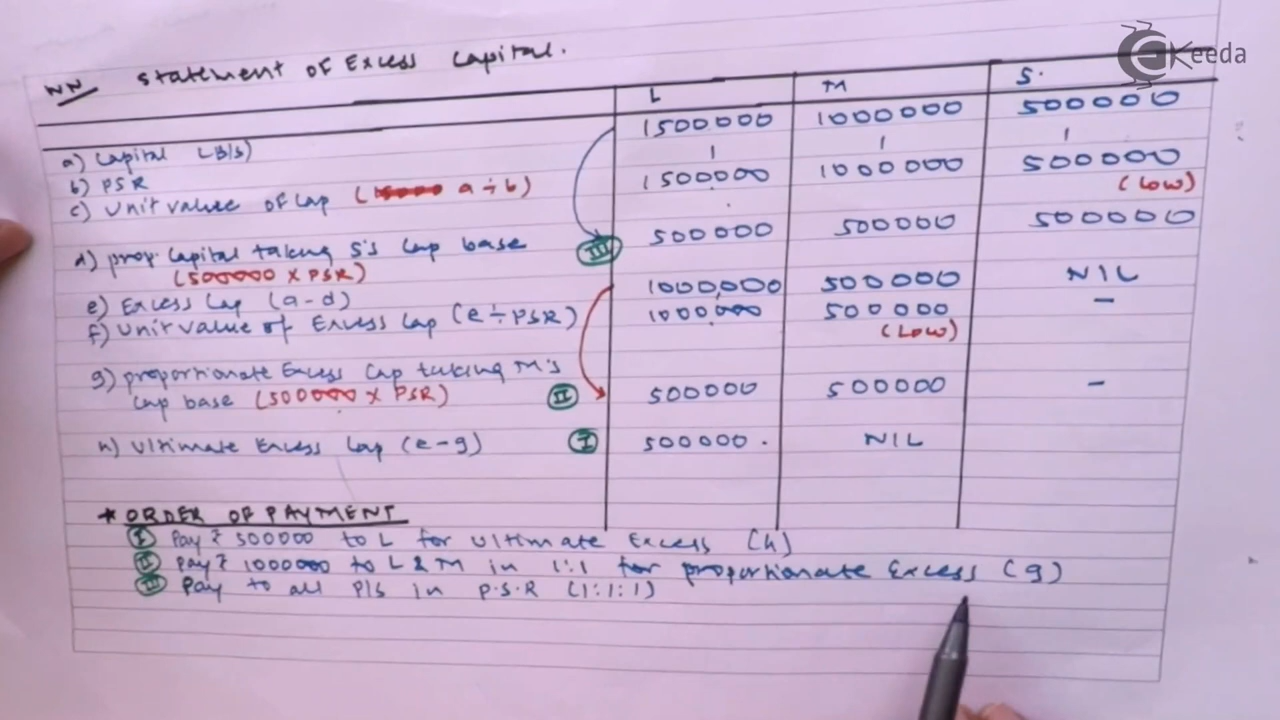 eKeeda
NN Statement of Excess Capital.
L M S.
a) Capital (B/S) 1500000 1000000 500000
b) PSR 1 1 1
c) Unit value of Cap (a ÷ b) 1500000 1000000 500000
(Low)
d) prop. Capital taking S's Cap base III 500000 500000 500000
(500000 X PSR)
e) Excess Cap (a-d) 1000,000 500000 NIL
f) Unit value of Excess Cap (e ÷ PSR) 1000000 500000 –
(Low)
g) proportionate Excess Cap taking M's
Cap base (500000 X PSR) II 500000 500000 –
h) Ultimate Excess Cap (e-g) I 500000. NIL
* ORDER OF PAYMENT
I Pay ₹ 500000 to L for Ultimate Excess (h)
II Pay ₹ 1000000 to L & M in 1:1 for proportionate Excess (g)
III Pay to all P/S in P.S.R (1:1:1)